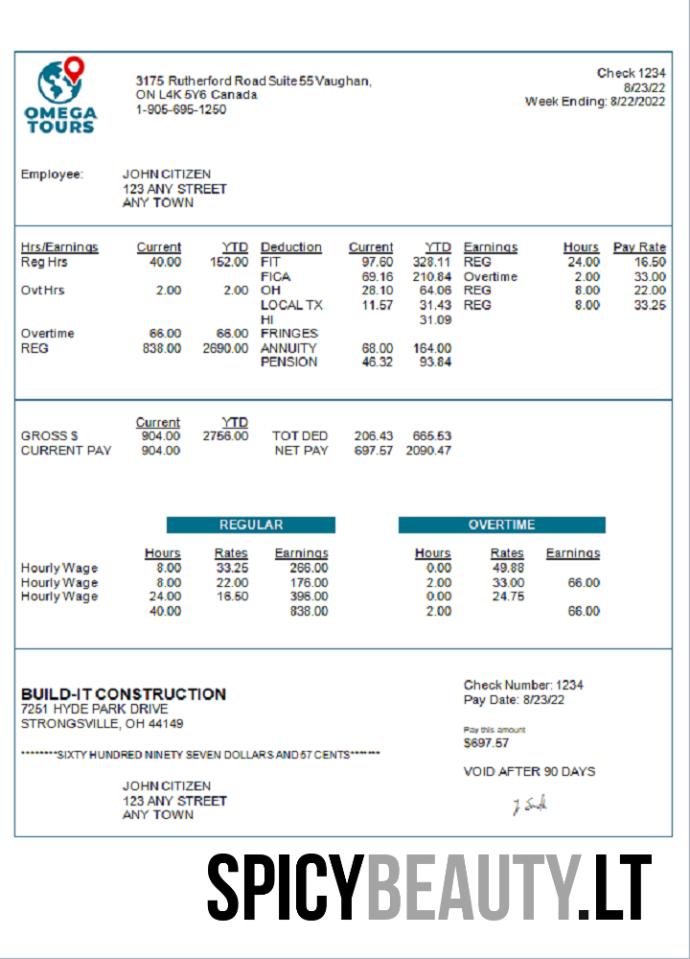 OMEGA
TOURS
3175 Rutherford Road Suite 55 Vaughan,
ON L4K 5Y6 Canada
1-905-695-1250
Check 1234
8/23/22
Week Ending: 8/22/2022
Employee: JOHN CITIZEN
123 ANY STREET
ANY TOWN
Hrs/Earnings Current YTD Deduction Current YTD Earnings Hours Pay Rate
Reg Hrs 40.00 152.00 FIT 97.60 328.11 REG 24.00 16.50
FICA 69.16 210.84 Overtime 2.00 33.00
Ovt Hrs 2.00 2.00 OH 28.10 64.06 REG 8.00 22.00
LOCAL TX 11.57 31.43 REG 8.00 33.25
HI 31.09
Overtime 66.00 66.00 FRINGES
REG 838.00 2690.00 ANNUITY 68.00 164.00
PENSION 46.32 93.84
Current YTD
GROSS $ 904.00 2756.00 TOT DED 206.43 665.53
CURRENT PAY 904.00 NET PAY 697.57 2090.47
REGULAR OVERTIME
Hours Rates Earnings Hours Rates Earnings
Hourly Wage 8.00 33.25 266.00 0.00 49.88
Hourly Wage 8.00 22.00 176.00 2.00 33.00 66.00
Hourly Wage 24.00 16.50 396.00 0.00 24.75
40.00 838.00 2.00 66.00
BUILD-IT CONSTRUCTION
7251 HYDE PARK DRIVE
STRONGSVILLE, OH 44149
Check Number: 1234
Pay Date: 8/23/22
Pay this amount
$697.57
********SIXTY HUNDRED NINETY SEVEN DOLLARS AND 57 CENTS*******
VOID AFTER 90 DAYS
JOHN CITIZEN
123 ANY STREET
ANY TOWN
SPICYBEAUTY.LT